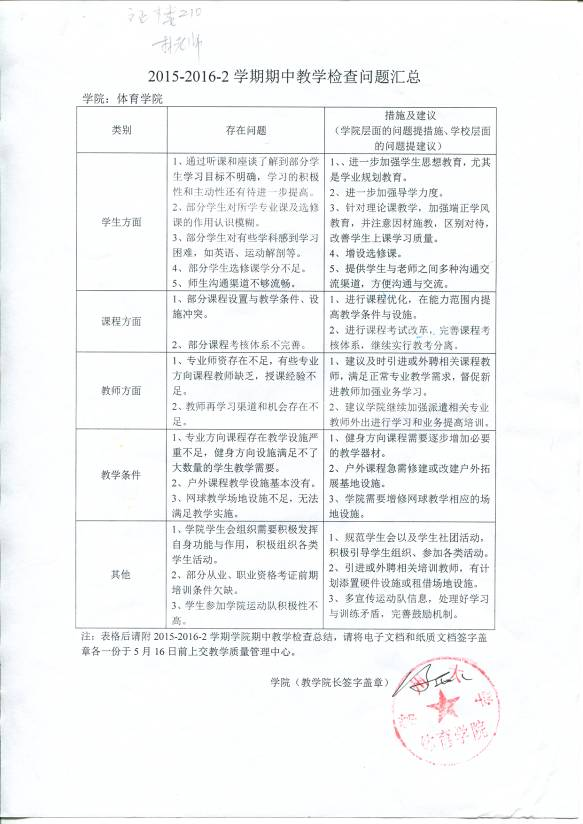 2015-2016-2 学期期中教学检查问题汇总
学院：体育学院
类别
存在问题
措施及建议
（学院层面的问题提措施、学校层面
的问题提建议）
学生方面
1、通过听课和座谈了解到部分学
生学习目标不明确，学习的积极
性和主动性还有待进一步提高。
2、部分学生对所学专业课及选修
课的作用认识模糊。
3、部分学生对有些学科感到学习
困难，如英语、运动解剖等。
4、部分学生选修课学分不足。
5、师生沟通渠道不够流畅。
1、、进一步加强学生思想教育，尤其
是学业规划教育。
2、进一步加强导学力度。
3、针对理论课教学，加强端正学风
教育，并注意因材施教，区别对待，
改善学生上课学习质量。
4、增设选修课。
5、提供学生与老师之间多种沟通交
流渠道，方便沟通与交流。
课程方面
1、部分课程设置与教学条件、设
施冲突。
2、部分课程考核体系不完善。
1、进行课程优化，在能力范围内提
高教学条件与设施。
2、进行课程考试改革，完善课程考
核体系，继续实行教考分离。
教师方面
1、专业师资存在不足，有些专业
方向课程教师缺乏，授课经验不
足。
2、教师再学习渠道和机会存在不
足。
1、建议及时引进或外聘相关课程教
师，满足正常专业教学需求，督促新
进教师加强业务学习。
2、建议学院继续加强派遣相关专业
教师外出进行学习和业务提高培训。
教学条件
1、专业方向课程存在教学设施严
重不足，健身方向设施满足不了
大数量的学生教学需要。
2、户外课程教学设施基本没有。
3、网球教学场地设施不足，无法
满足教学实施。
1、健身方向课程需要逐步增加必要
的教学器材。
2、户外课程急需修建或改建户外拓
展基地设施。
3、学院需要增修网球教学相应的场
地设施。
其他
1、学院学生会组织需要积极发挥
自身功能与作用，积极组织各类
学生活动。
2、部分从业、职业资格考证前期
培训条件欠缺。
3、学生参加学院运动队积极性不
高。
1、规范学生会以及学生社团活动，
积极引导学生组织、参加各类活动。
2、引进或外聘相关培训教师，有计
划添置硬件设施或租借场地设施。
3、多宣传运动队信息，处理好学习
与训练矛盾，完善鼓励机制。
注：表格后请附 2015-2016-2 学期学院期中教学检查总结，请将电子文档和纸质文档签字盖
章各一份于 5 月 16 日前上交教学质量管理中心。
学院（教学院长签字盖章）
体育学院